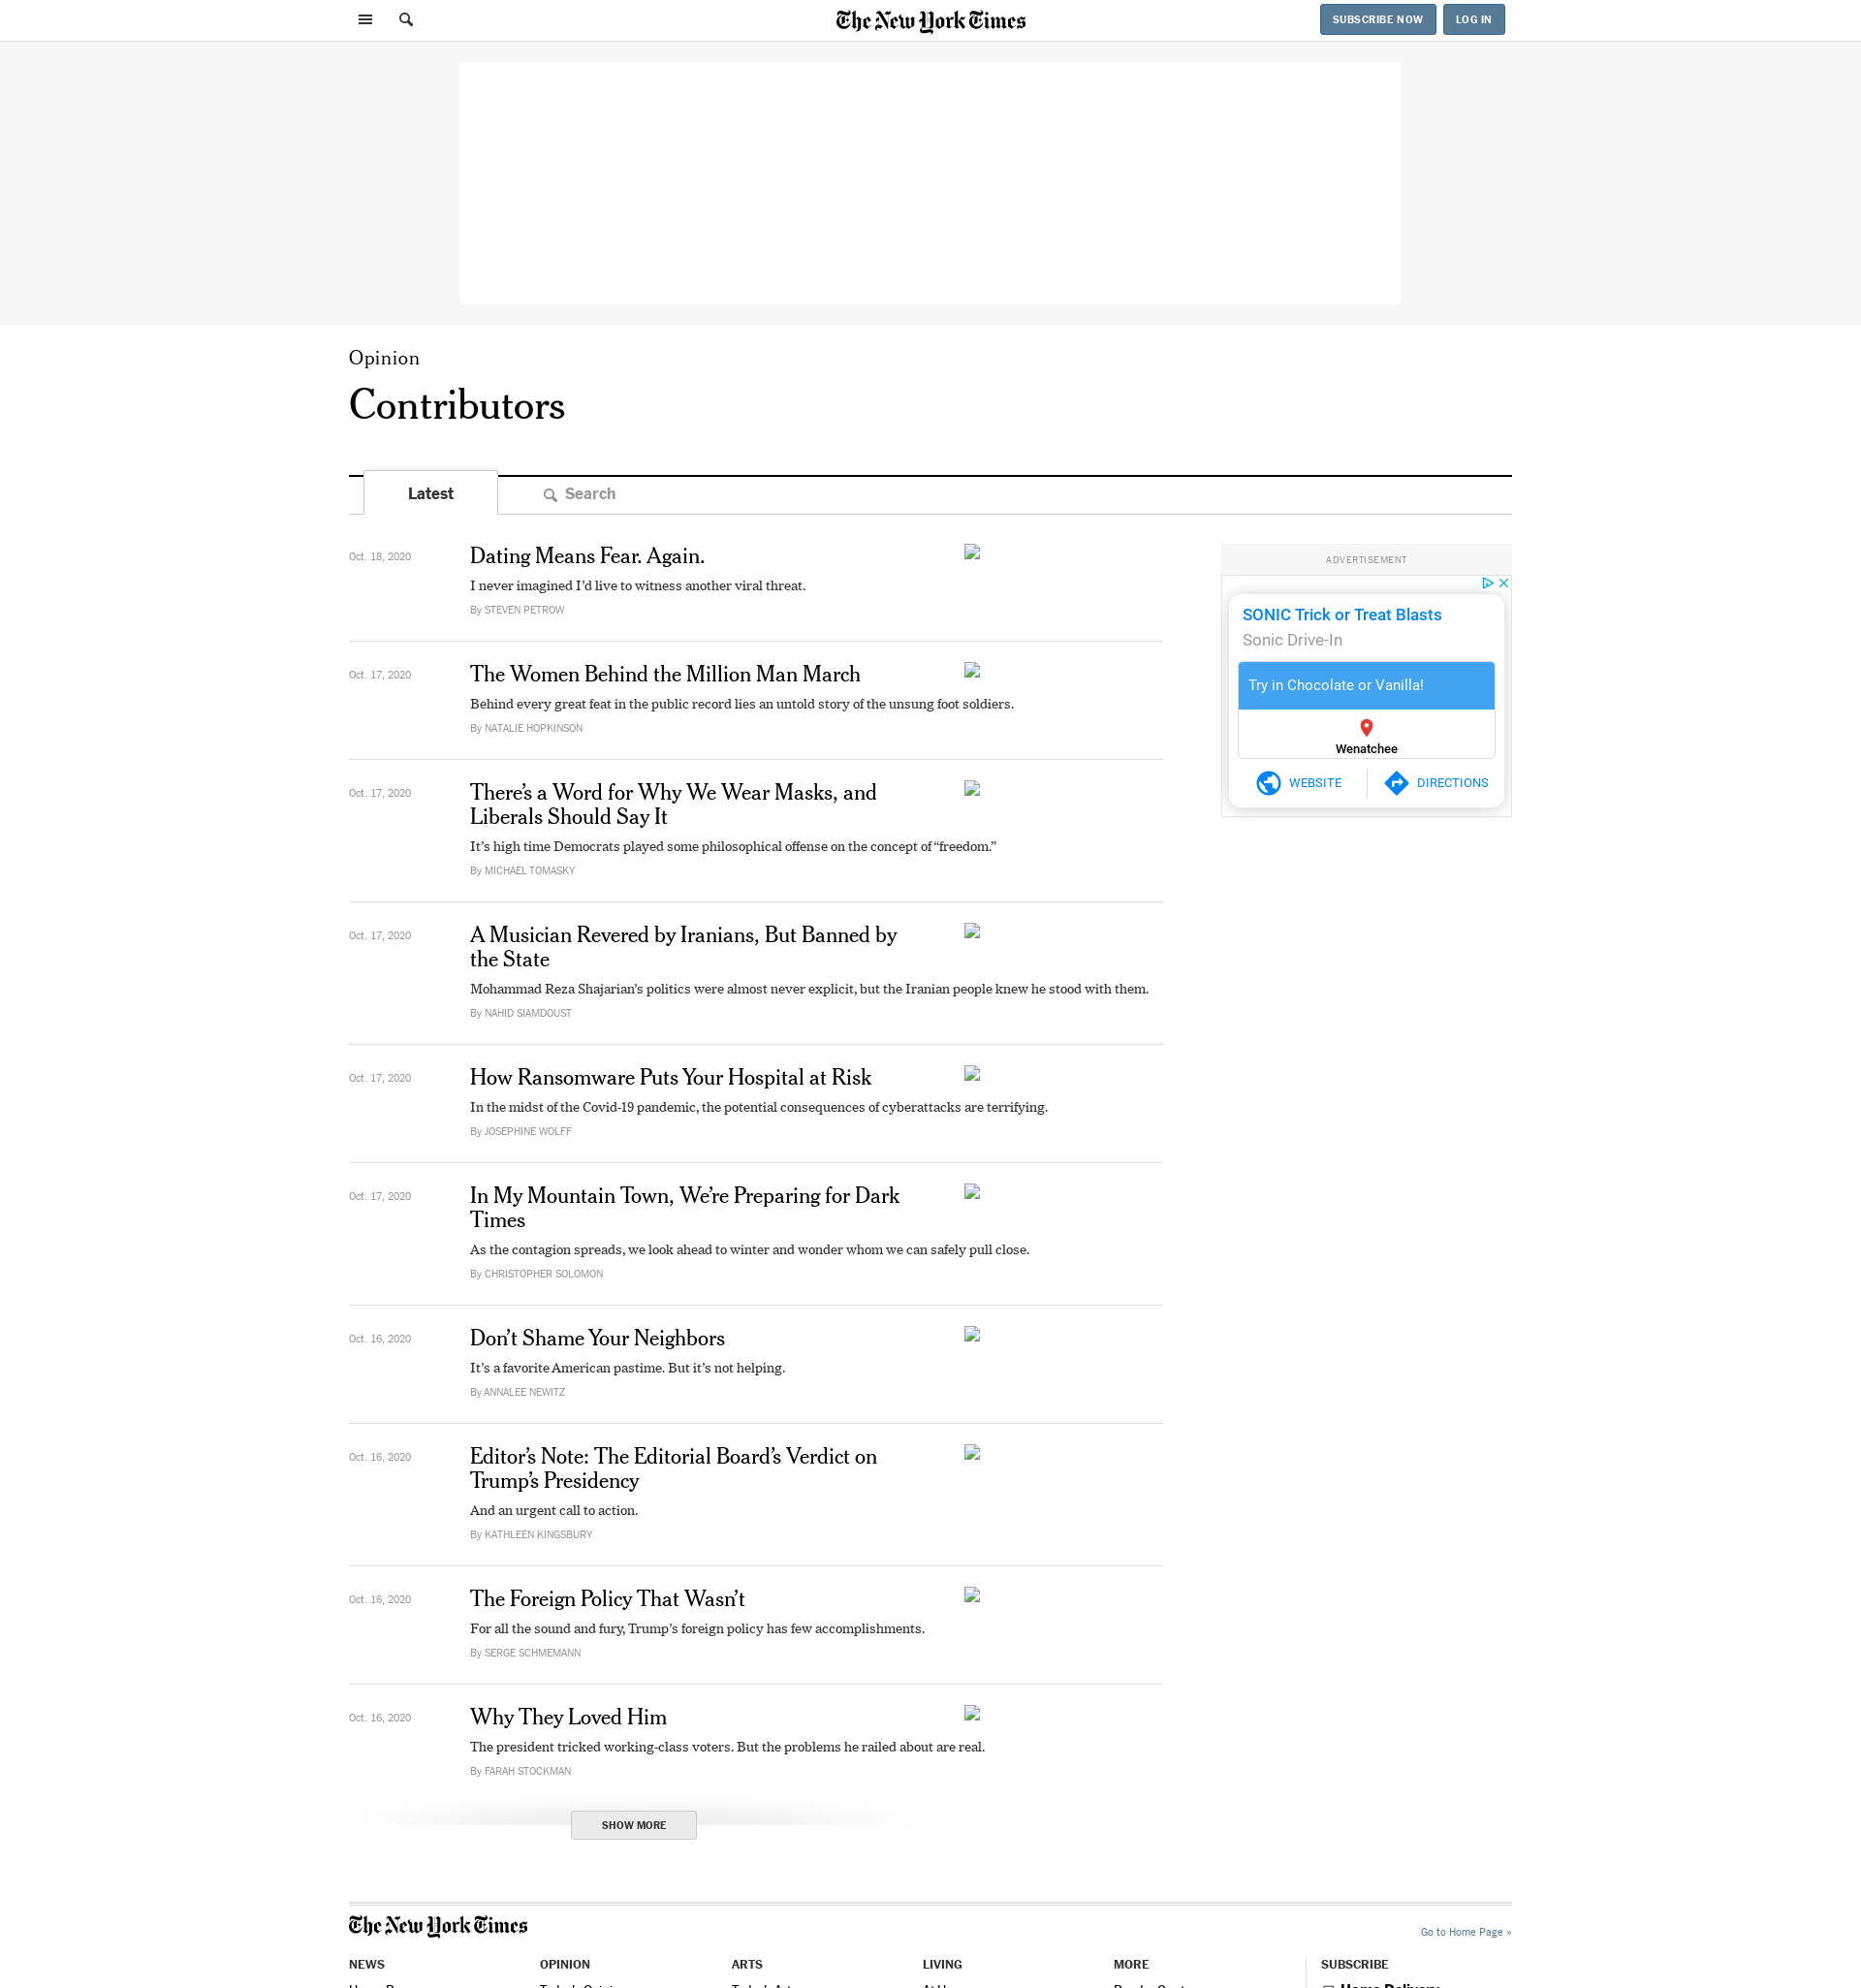 The New York Times
SUBSCRIBE NOW
LOG IN
Opinion
Contributors
Latest
Search
Oct. 18, 2020
Dating Means Fear. Again.
I never imagined I’d live to witness another viral threat.
By STEVEN PETROW
Oct. 17, 2020
The Women Behind the Million Man March
Behind every great feat in the public record lies an untold story of the unsung foot soldiers.
By NATALIE HOPKINSON
Oct. 17, 2020
There’s a Word for Why We Wear Masks, and
Liberals Should Say It
It’s high time Democrats played some philosophical offense on the concept of “freedom.”
By MICHAEL TOMASKY
Oct. 17, 2020
A Musician Revered by Iranians, But Banned by
the State
Mohammad Reza Shajarian’s politics were almost never explicit, but the Iranian people knew he stood with them.
By NAHID SIAMDOUST
Oct. 17, 2020
How Ransomware Puts Your Hospital at Risk
In the midst of the Covid-19 pandemic, the potential consequences of cyberattacks are terrifying.
By JOSEPHINE WOLFF
Oct. 17, 2020
In My Mountain Town, We’re Preparing for Dark
Times
As the contagion spreads, we look ahead to winter and wonder whom we can safely pull close.
By CHRISTOPHER SOLOMON
Oct. 16, 2020
Don’t Shame Your Neighbors
It’s a favorite American pastime. But it’s not helping.
By ANNALEE NEWITZ
Oct. 16, 2020
Editor’s Note: The Editorial Board’s Verdict on
Trump’s Presidency
And an urgent call to action.
By KATHLEEN KINGSBURY
Oct. 16, 2020
The Foreign Policy That Wasn’t
For all the sound and fury, Trump’s foreign policy has few accomplishments.
By SERGE SCHMEMANN
Oct. 16, 2020
Why They Loved Him
The president tricked working-class voters. But the problems he railed about are real.
By FARAH STOCKMAN
SHOW MORE
ADVERTISEMENT
SONIC Trick or Treat Blasts
Sonic Drive-In
Try in Chocolate or Vanilla!
Wenatchee
WEBSITE
DIRECTIONS
The New York Times
Go to Home Page »
NEWS
OPINION
ARTS
LIVING
MORE
SUBSCRIBE